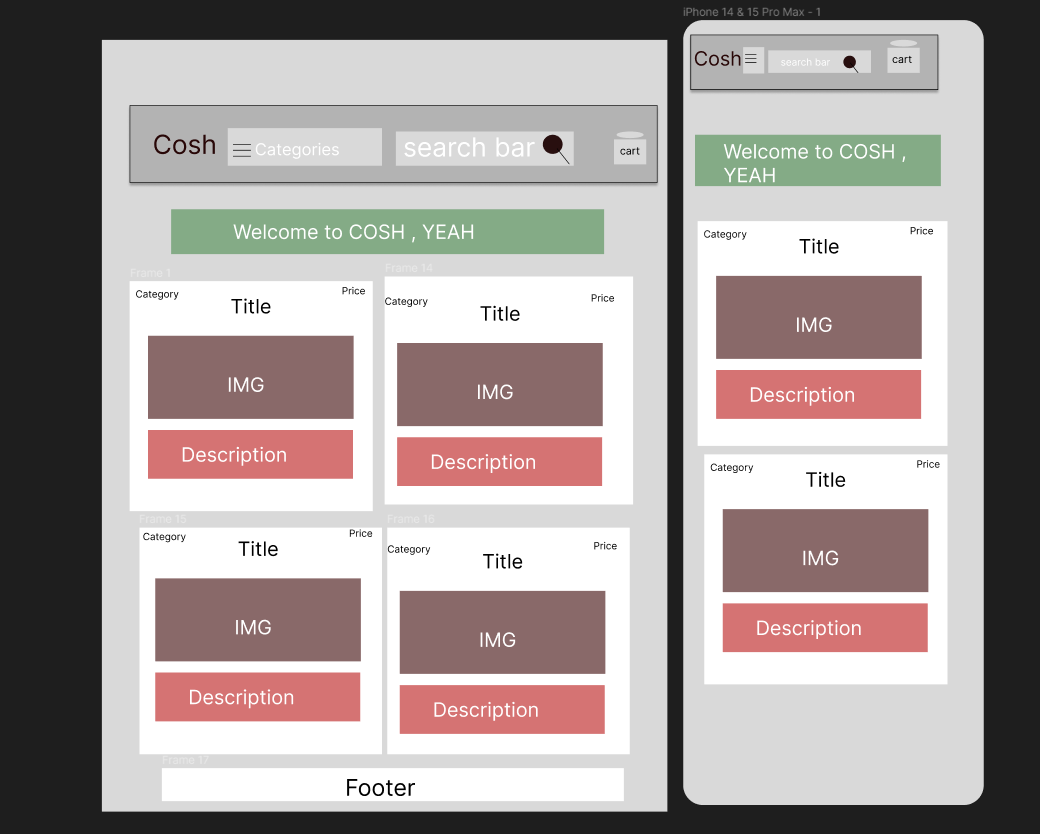 iPhone 14 & 15 Pro Max - 1
Cosh
Categories
search bar
cart
Welcome to COSH , YEAH
Frame 1
Category
Title
Price
IMG
Description
Frame 14
Category
Title
Price
IMG
Description
Frame 15
Category
Title
Price
IMG
Description
Frame 16
Category
Title
Price
IMG
Description
Frame 17
Footer
Cosh
search bar
cart
Welcome to COSH ,
YEAH
Category
Title
Price
IMG
Description
Category
Title
Price
IMG
Description